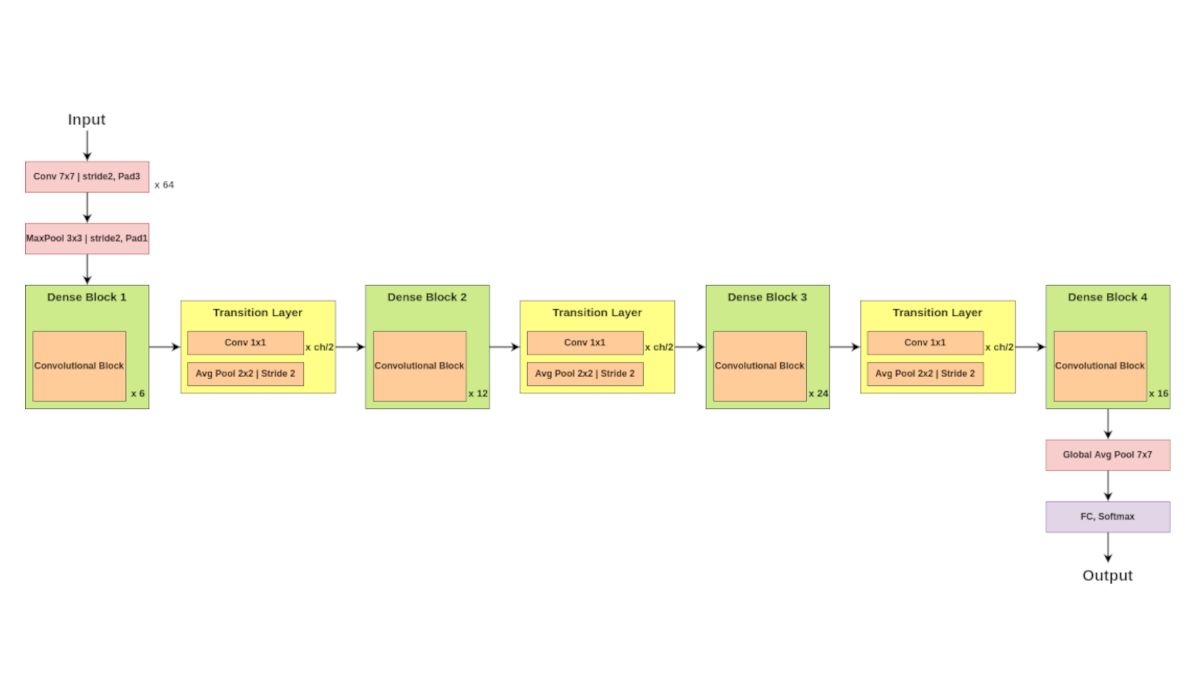 Input
Conv 7x7 | stride2, Pad3
x 64
MaxPool 3x3 | stride2, Pad1
Dense Block 1
Convolutional Block
x 6
Transition Layer
Conv 1x1
x ch/2
Avg Pool 2x2 | Stride 2
Dense Block 2
Convolutional Block
x 12
Transition Layer
Conv 1x1
x ch/2
Avg Pool 2x2 | Stride 2
Dense Block 3
Convolutional Block
x 24
Transition Layer
Conv 1x1
x ch/2
Avg Pool 2x2 | Stride 2
Dense Block 4
Convolutional Block
x 16
Global Avg Pool 7x7
FC, Softmax
Output